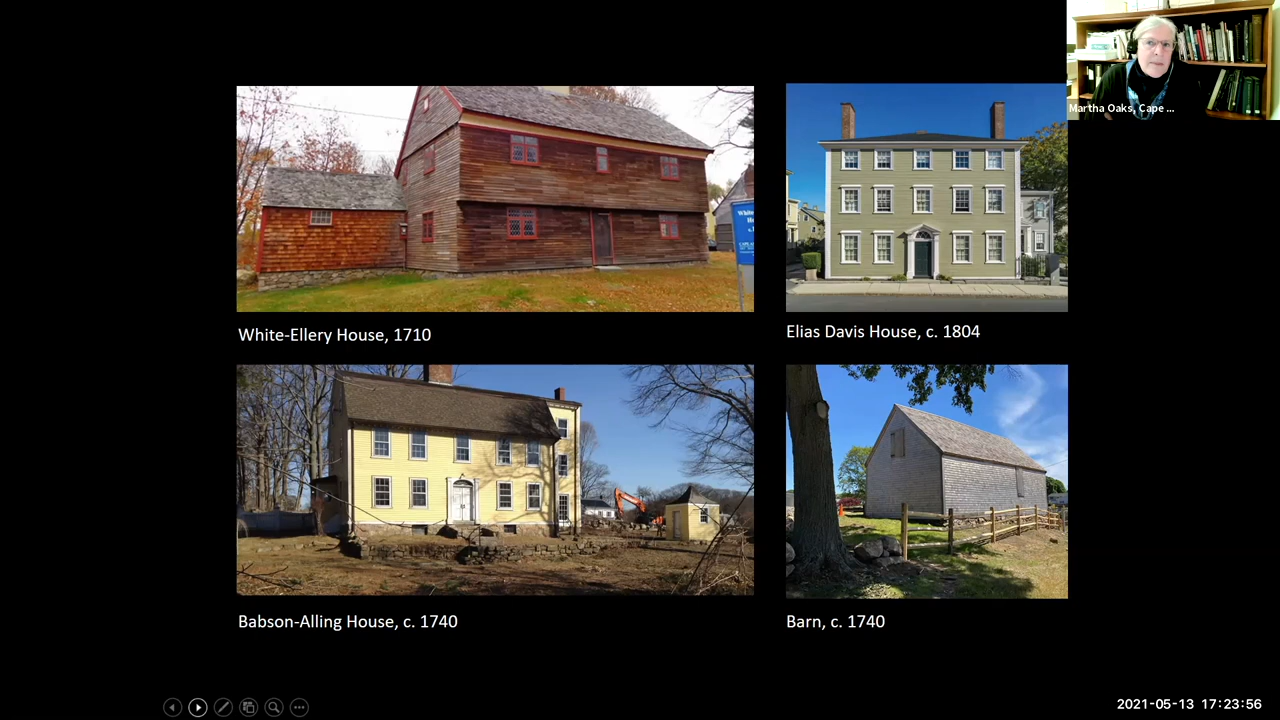 Martha Oaks, Cape ...
White-Ellery House, 1710
Elias Davis House, c. 1804
Babson-Alling House, c. 1740
Barn, c. 1740
2021-05-13 17:23:56